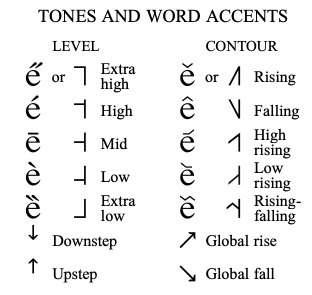 TONES AND WORD ACCENTS
LEVEL CONTOUR
e̋ or ˥ Extra high ě or ˩˥ Rising
é ˦ High ê ˥˩ Falling
ē ˧ Mid e᷄ ˦˥ High rising
è ˨ Low e᷅ ˩˨ Low rising
ȅ ˩ Extra low e᷈ ˧˦˧ Rising-falling
↓ Downstep ↗ Global rise
↑ Upstep ↘ Global fall